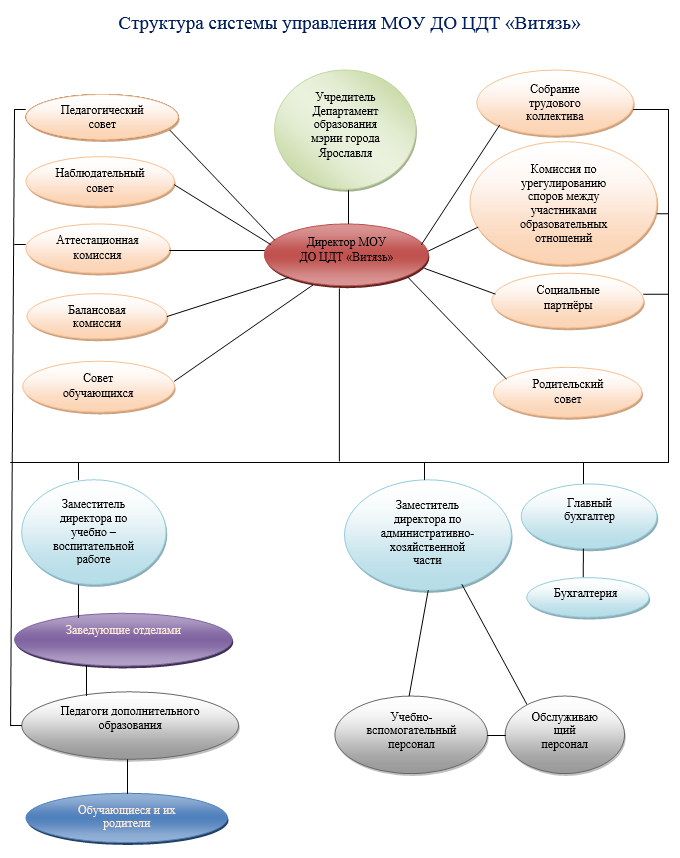 Структура системы управления МОУ ДО ЦДТ «Витязь»
Педагогический
совет
Наблюдательный
совет
Аттестационная
комиссия
Балансовая
комиссия
Совет
обучающихся
Учредитель
Департамент
образования
мэрии города
Ярославля
Директор МОУ
ДО ЦДТ «Витязь»
Собрание
трудового
коллектива
Комиссия по
урегулированию
споров между
участниками
образовательных
отношений
Социальные
партнёры
Родительский
совет
Заместитель
директора по
учебно –
воспитательной
работе
Заместитель
директора по
административно-
хозяйственной
части
Главный
бухгалтер
Бухгалтерия
Заведующие отделами
Педагоги дополнительного
образования
Учебно-
вспомогательный
персонал
Обслуживаю
щий
персонал
Обучающиеся и их
родители